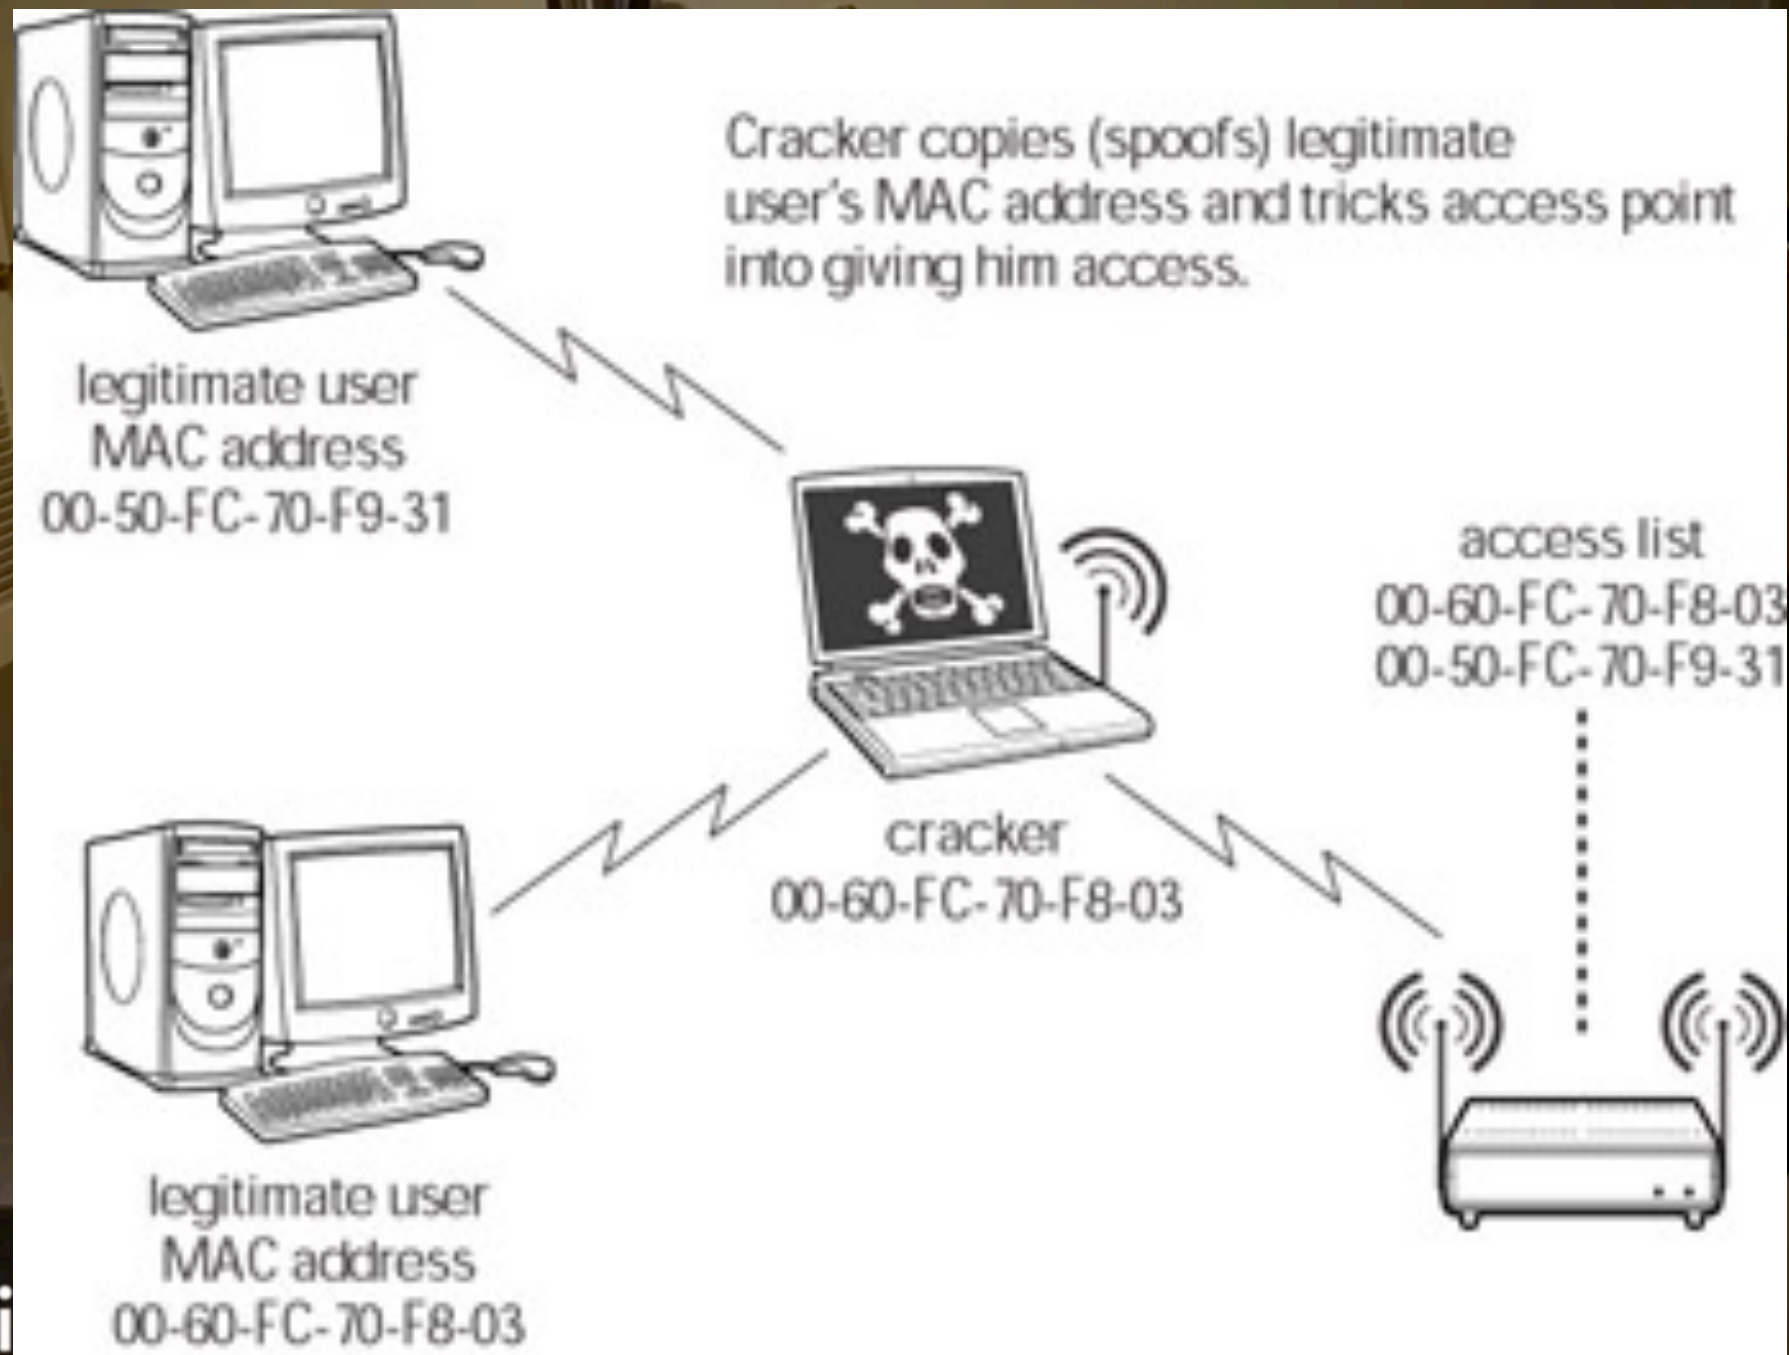 Cracker copies (spoofs) legitimate
user's MAC address and tricks access point
into giving him access.
legitimate user
MAC address
00-50-FC-70-F9-31
access list
00-60-FC-70-F8-03
00-50-FC-70-F9-31
cracker
00-60-FC-70-F8-03
legitimate user
MAC address
00-60-FC-70-F8-03